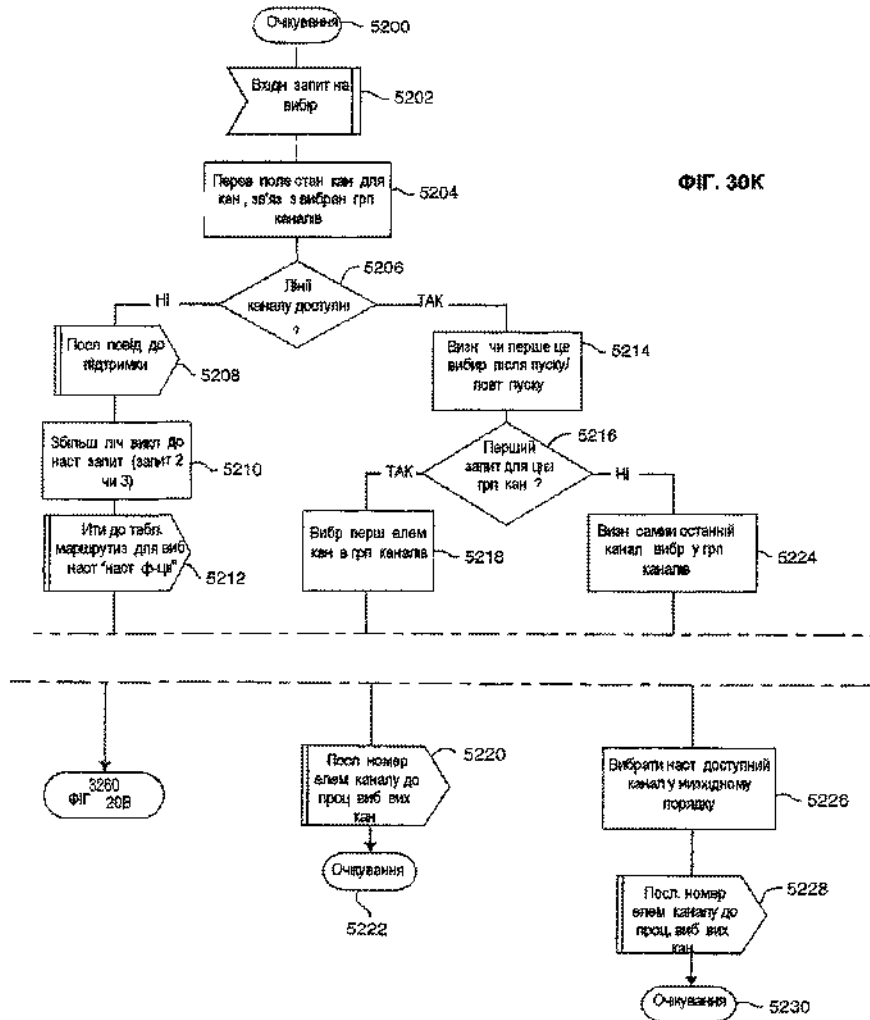 Очікування
5200
Вхідн запит на
вибір
5202
Перев поле стан кан для
кан , зв'яз з вибран грп
каналів
5204
ФІГ. 30К
Лінії
каналу доступні
?
5206
НІ
ТАК
Посл повід до
підтримки
5208
Визн чи перше це
вибир після пуску/
повт пуску
5214
Збільш ліч викл до
наст запит (запит 2
чи 3)
5210
Перший
запит для цієї
грп кан ?
5216
ТАК
НІ
Йти до табл.
маршрутиз для виб
наст "наст ф-ції"
5212
Вибр перш елем
кан в грп каналів
5218
Визн самий останній
канал вибр у грп
каналів
5224
3260
ФІГ 20В
Посл номер
елем каналу до
проц виб вих
кан
5220
Вибрати наст доступний
канал у низхідному
порядку
5226
Очікування
5222
Посл. номер
елем каналу до
проц. виб вих
кан
5228
Очікування
5230